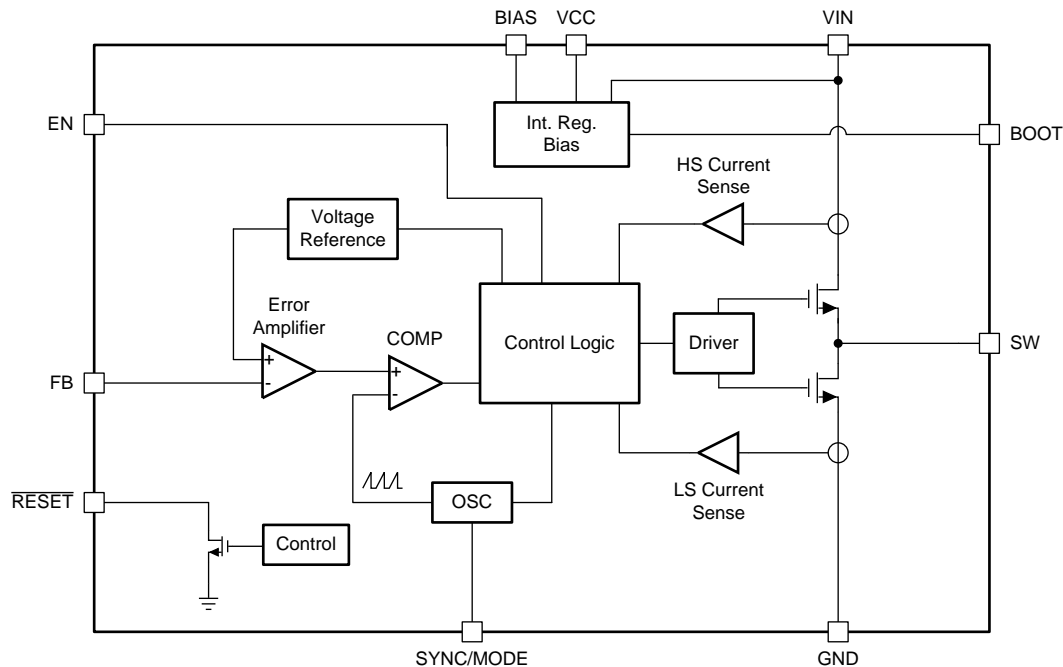 BIAS
VCC
VIN
EN
Int. Reg.
Bias
BOOT
HS Current
Sense
Voltage
Reference
Error
Amplifier
COMP
Control Logic
Driver
SW
+
-
+
-
FB
LS Current
Sense
OSC
RESET
Control
SYNC/MODE
GND